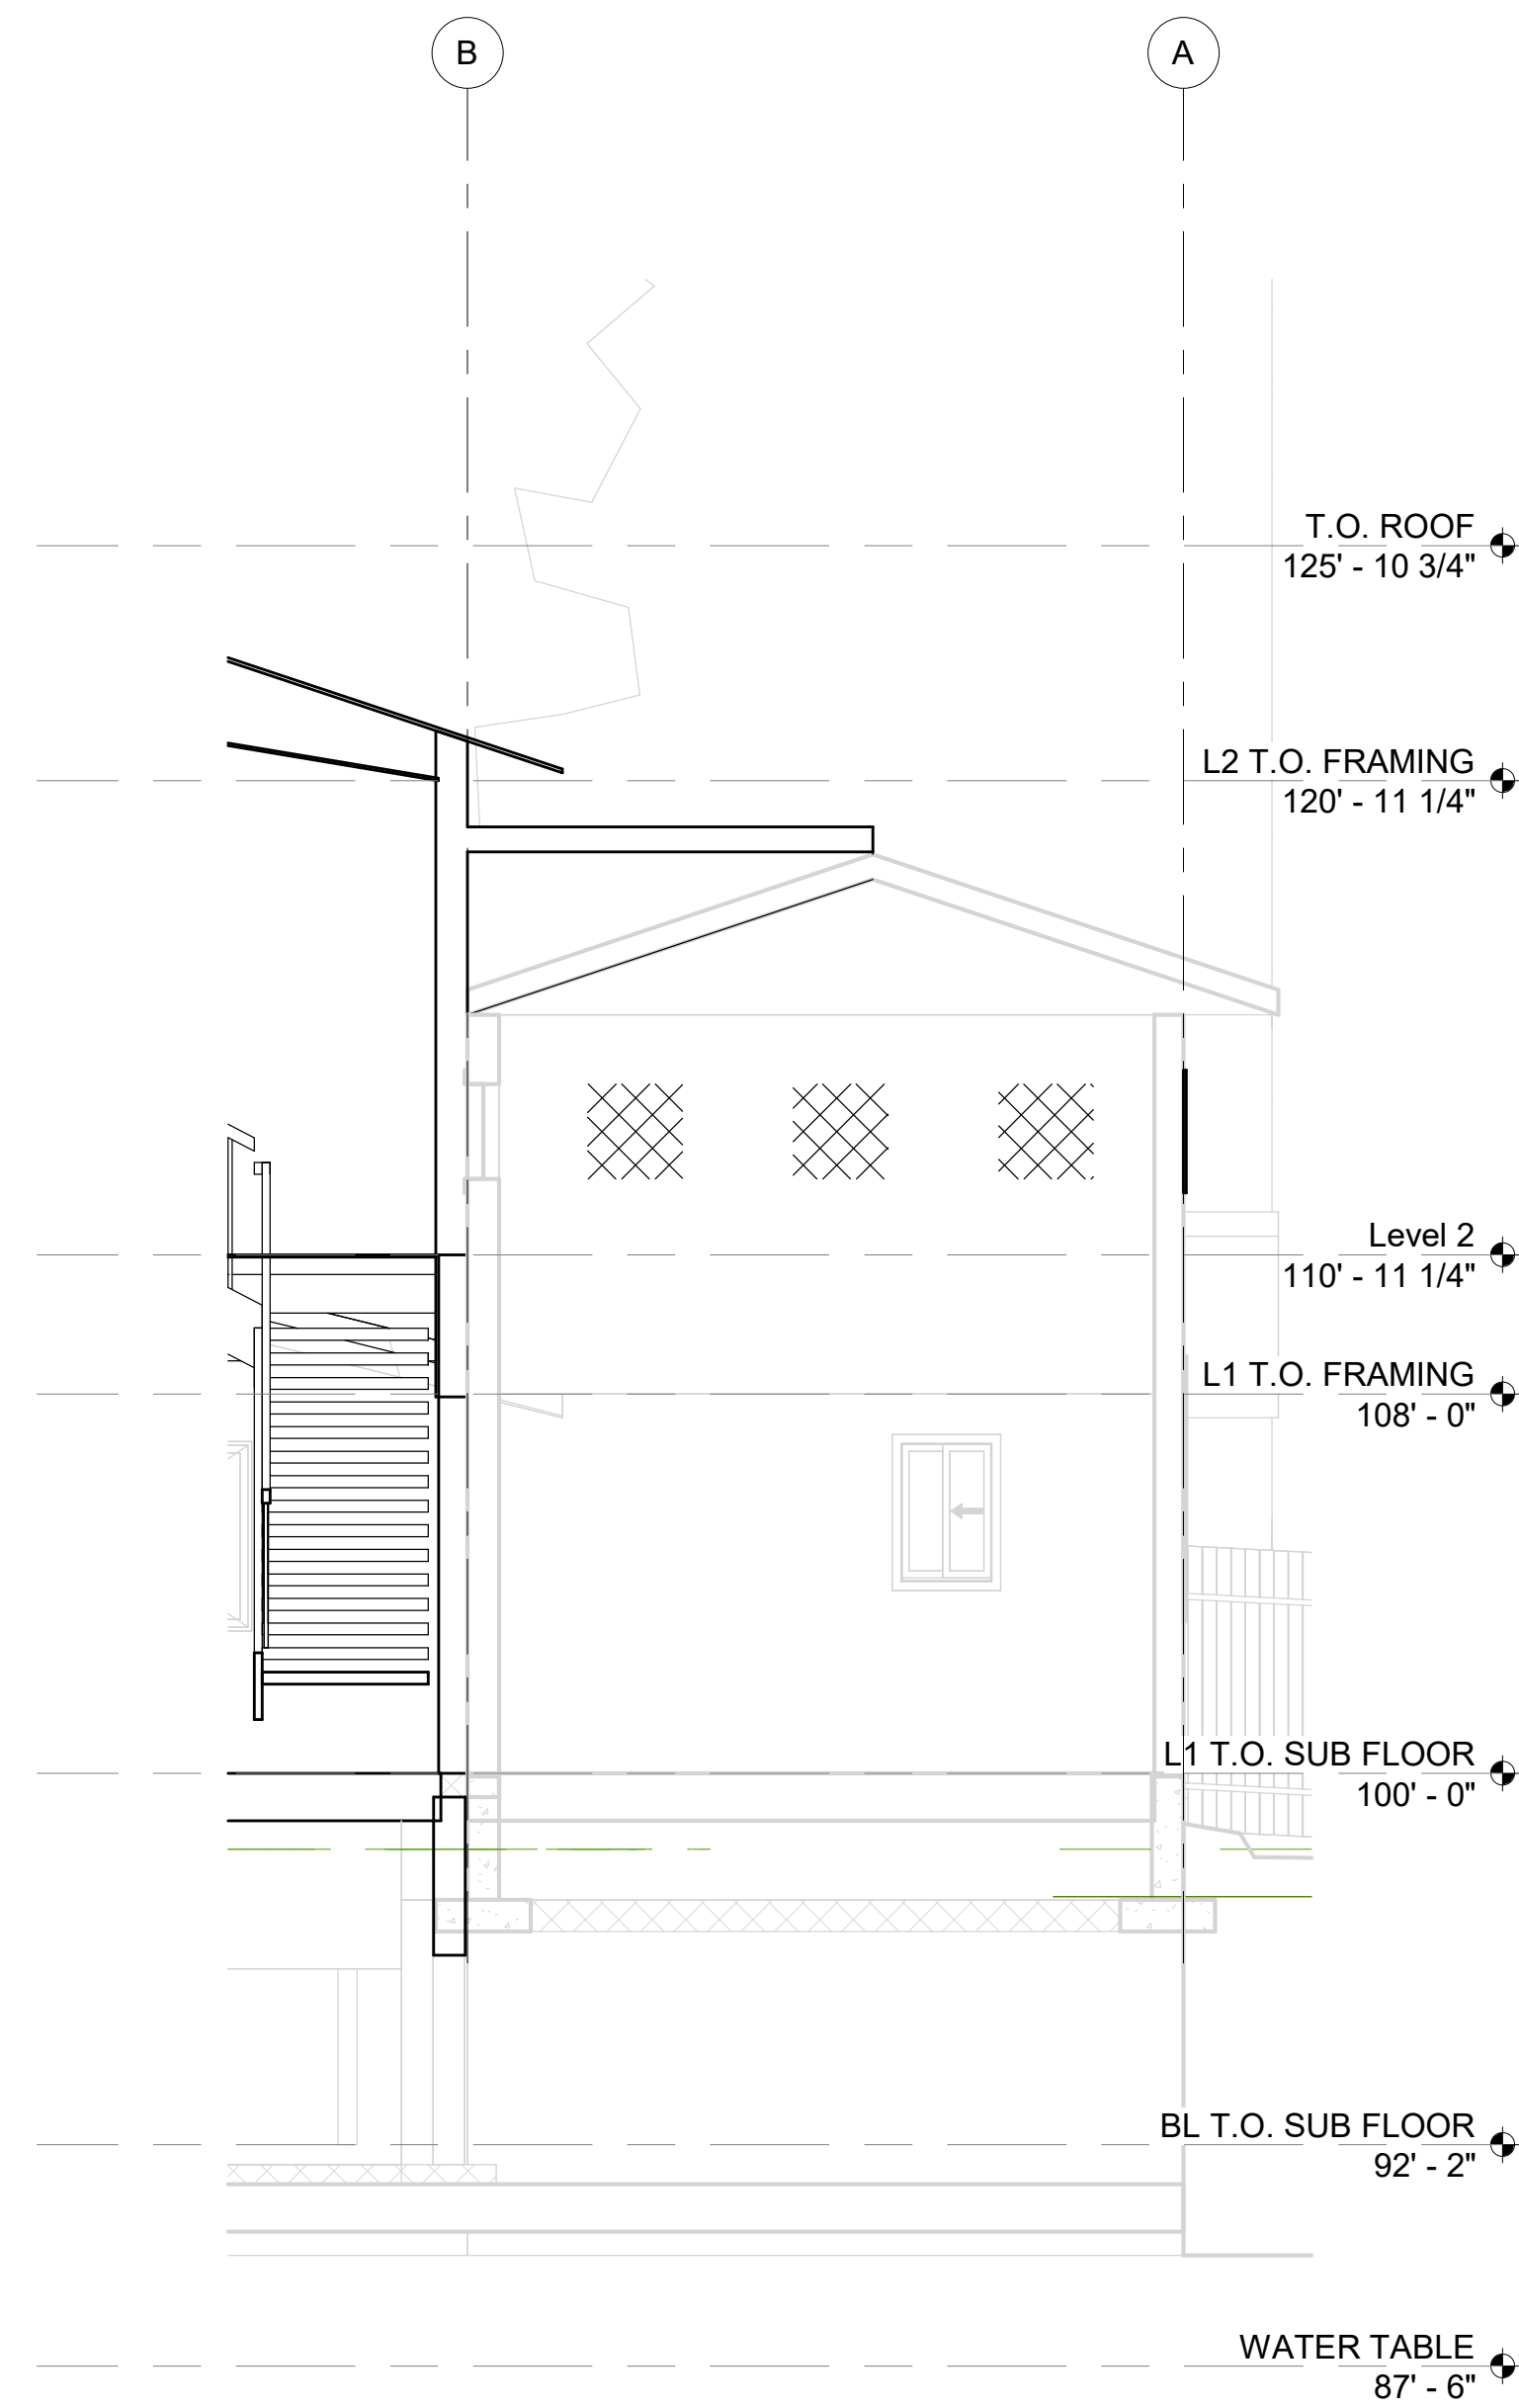 B
A
T.O. ROOF
125' - 10 3/4"
L2 T.O. FRAMING
120' - 11 1/4"
Level 2
110' - 11 1/4"
L1 T.O. FRAMING
108' - 0"
L1 T.O. SUB FLOOR
100' - 0"
BL T.O. SUB FLOOR
92' - 2"
WATER TABLE
87' - 6"